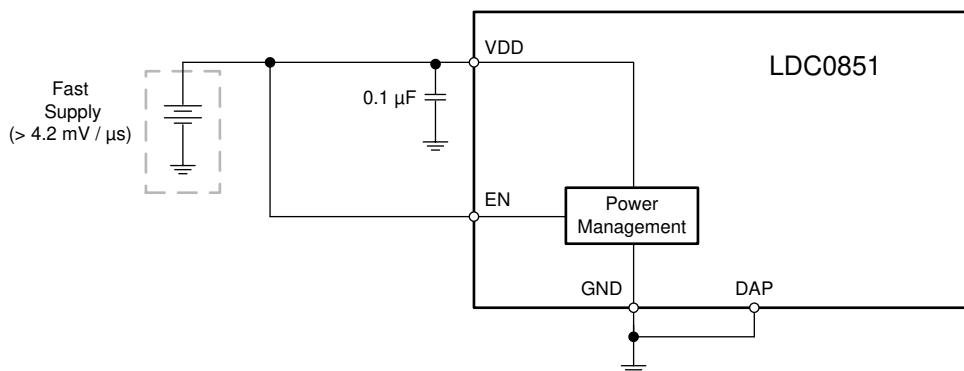 VDD
LDC0851
Fast
Supply
(> 4.2 mV / µs)
0.1 µF
EN
Power
Management
GND
DAP